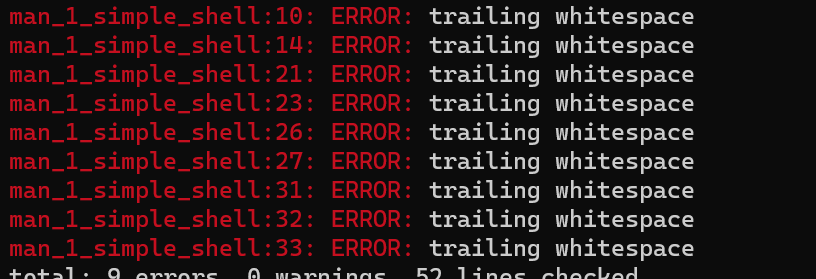 man_1_simple_shell:10: ERROR: trailing whitespace
man_1_simple_shell:14: ERROR: trailing whitespace
man_1_simple_shell:21: ERROR: trailing whitespace
man_1_simple_shell:23: ERROR: trailing whitespace
man_1_simple_shell:26: ERROR: trailing whitespace
man_1_simple_shell:27: ERROR: trailing whitespace
man_1_simple_shell:31: ERROR: trailing whitespace
man_1_simple_shell:32: ERROR: trailing whitespace
man_1_simple_shell:33: ERROR: trailing whitespace
total: 9 errors, 0 warnings, 52 lines checked